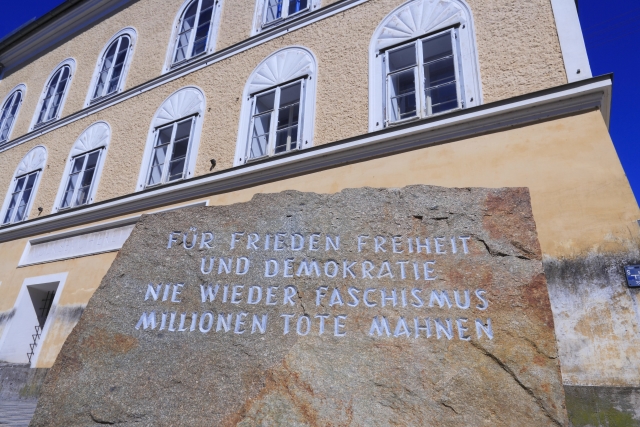 FÜR FRIEDEN FREIHEIT
UND DEMOKRATIE
NIE WIEDER FASCHISMUS
MILLIONEN TOTE MAHNEN